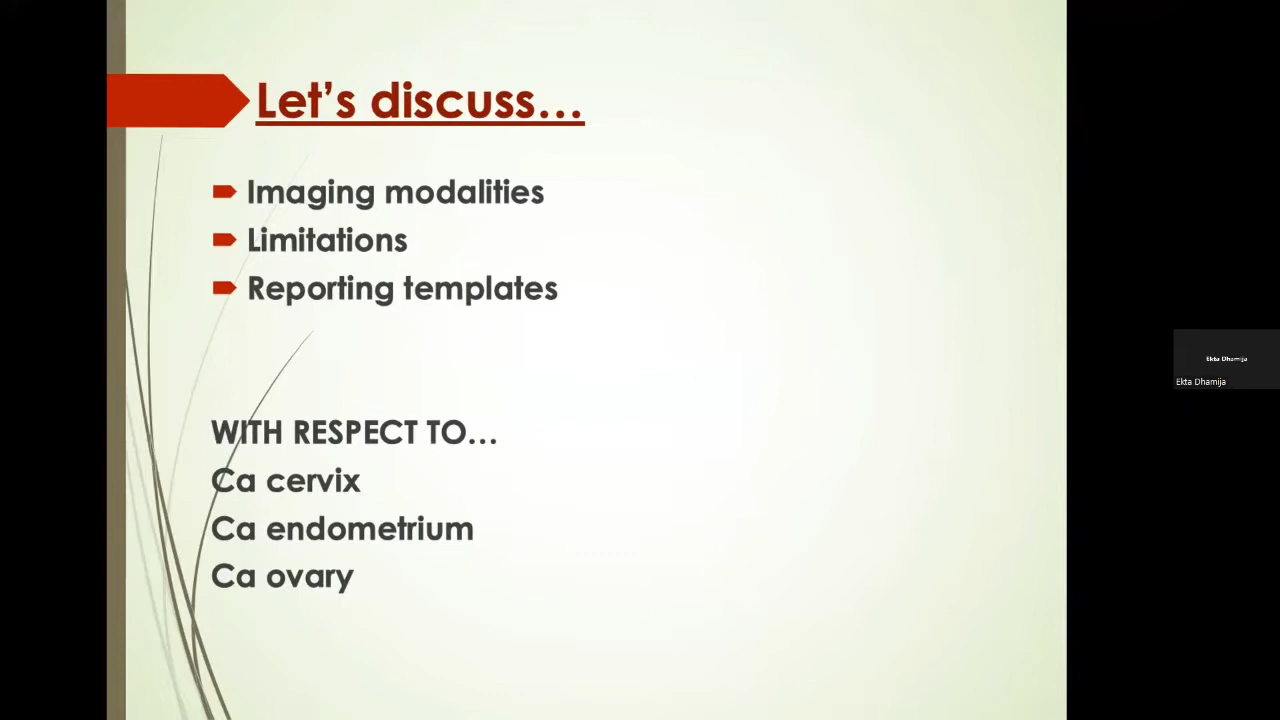 Let's discuss...
Imaging modalities
Limitations
Reporting templates
WITH RESPECT TO...
Ca cervix
Ca endometrium
Ca ovary
Ekta Dhamija
Ekta Dhamija